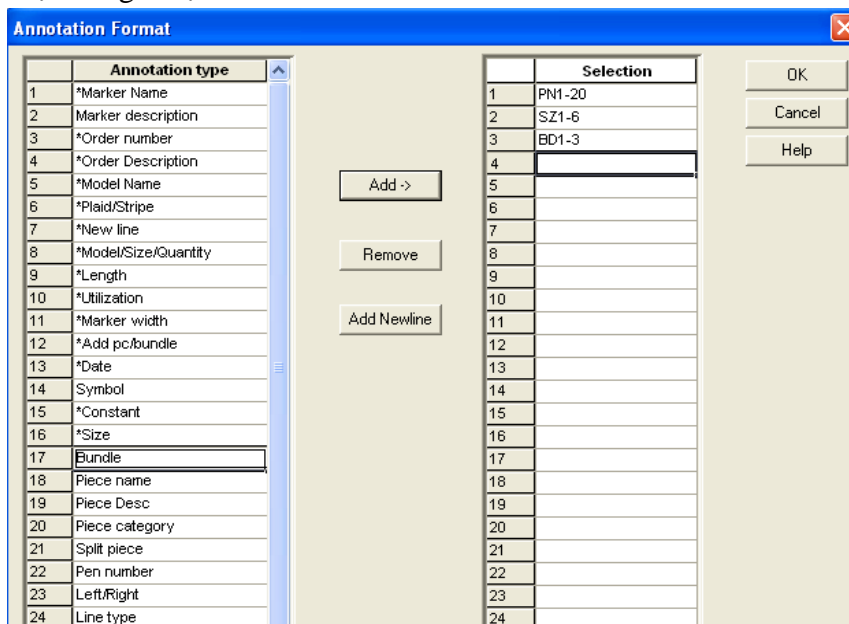 Annotation Format
Annotation type
1 *Marker Name
2 Marker description
3 *Order number
4 *Order Description
5 *Model Name
6 *Plaid/Stripe
7 *New line
8 *Model/Size/Quantity
9 *Length
10 *Utilization
11 *Marker width
12 *Add pc/bundle
13 *Date
14 Symbol
15 *Constant
16 *Size
17 Bundle
18 Piece name
19 Piece Desc
20 Piece category
21 Split piece
22 Pen number
23 Left/Right
24 Line type
Add ->
Remove
Add Newline
Selection
1 PN1-20
2 SZ1-6
3 BD1-3
4
5
6
7
8
9
10
11
12
13
14
15
16
17
18
19
20
21
22
23
24
OK
Cancel
Help